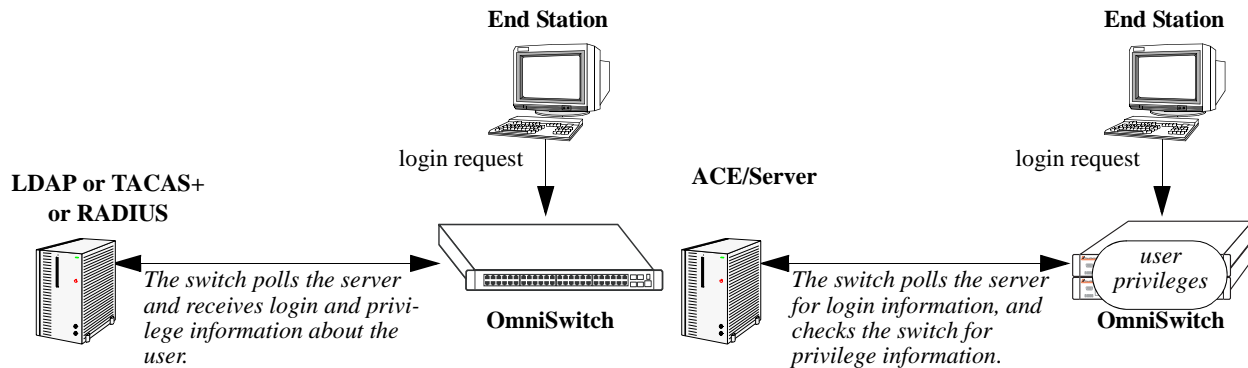 End Station
login request
LDAP or TACAS+
or RADIUS
The switch polls the server
and receives login and privi-
lege information about the
user.
OmniSwitch
End Station
login request
ACE/Server
The switch polls the server
for login information, and
checks the switch for
privilege information.
user
privileges
OmniSwitch